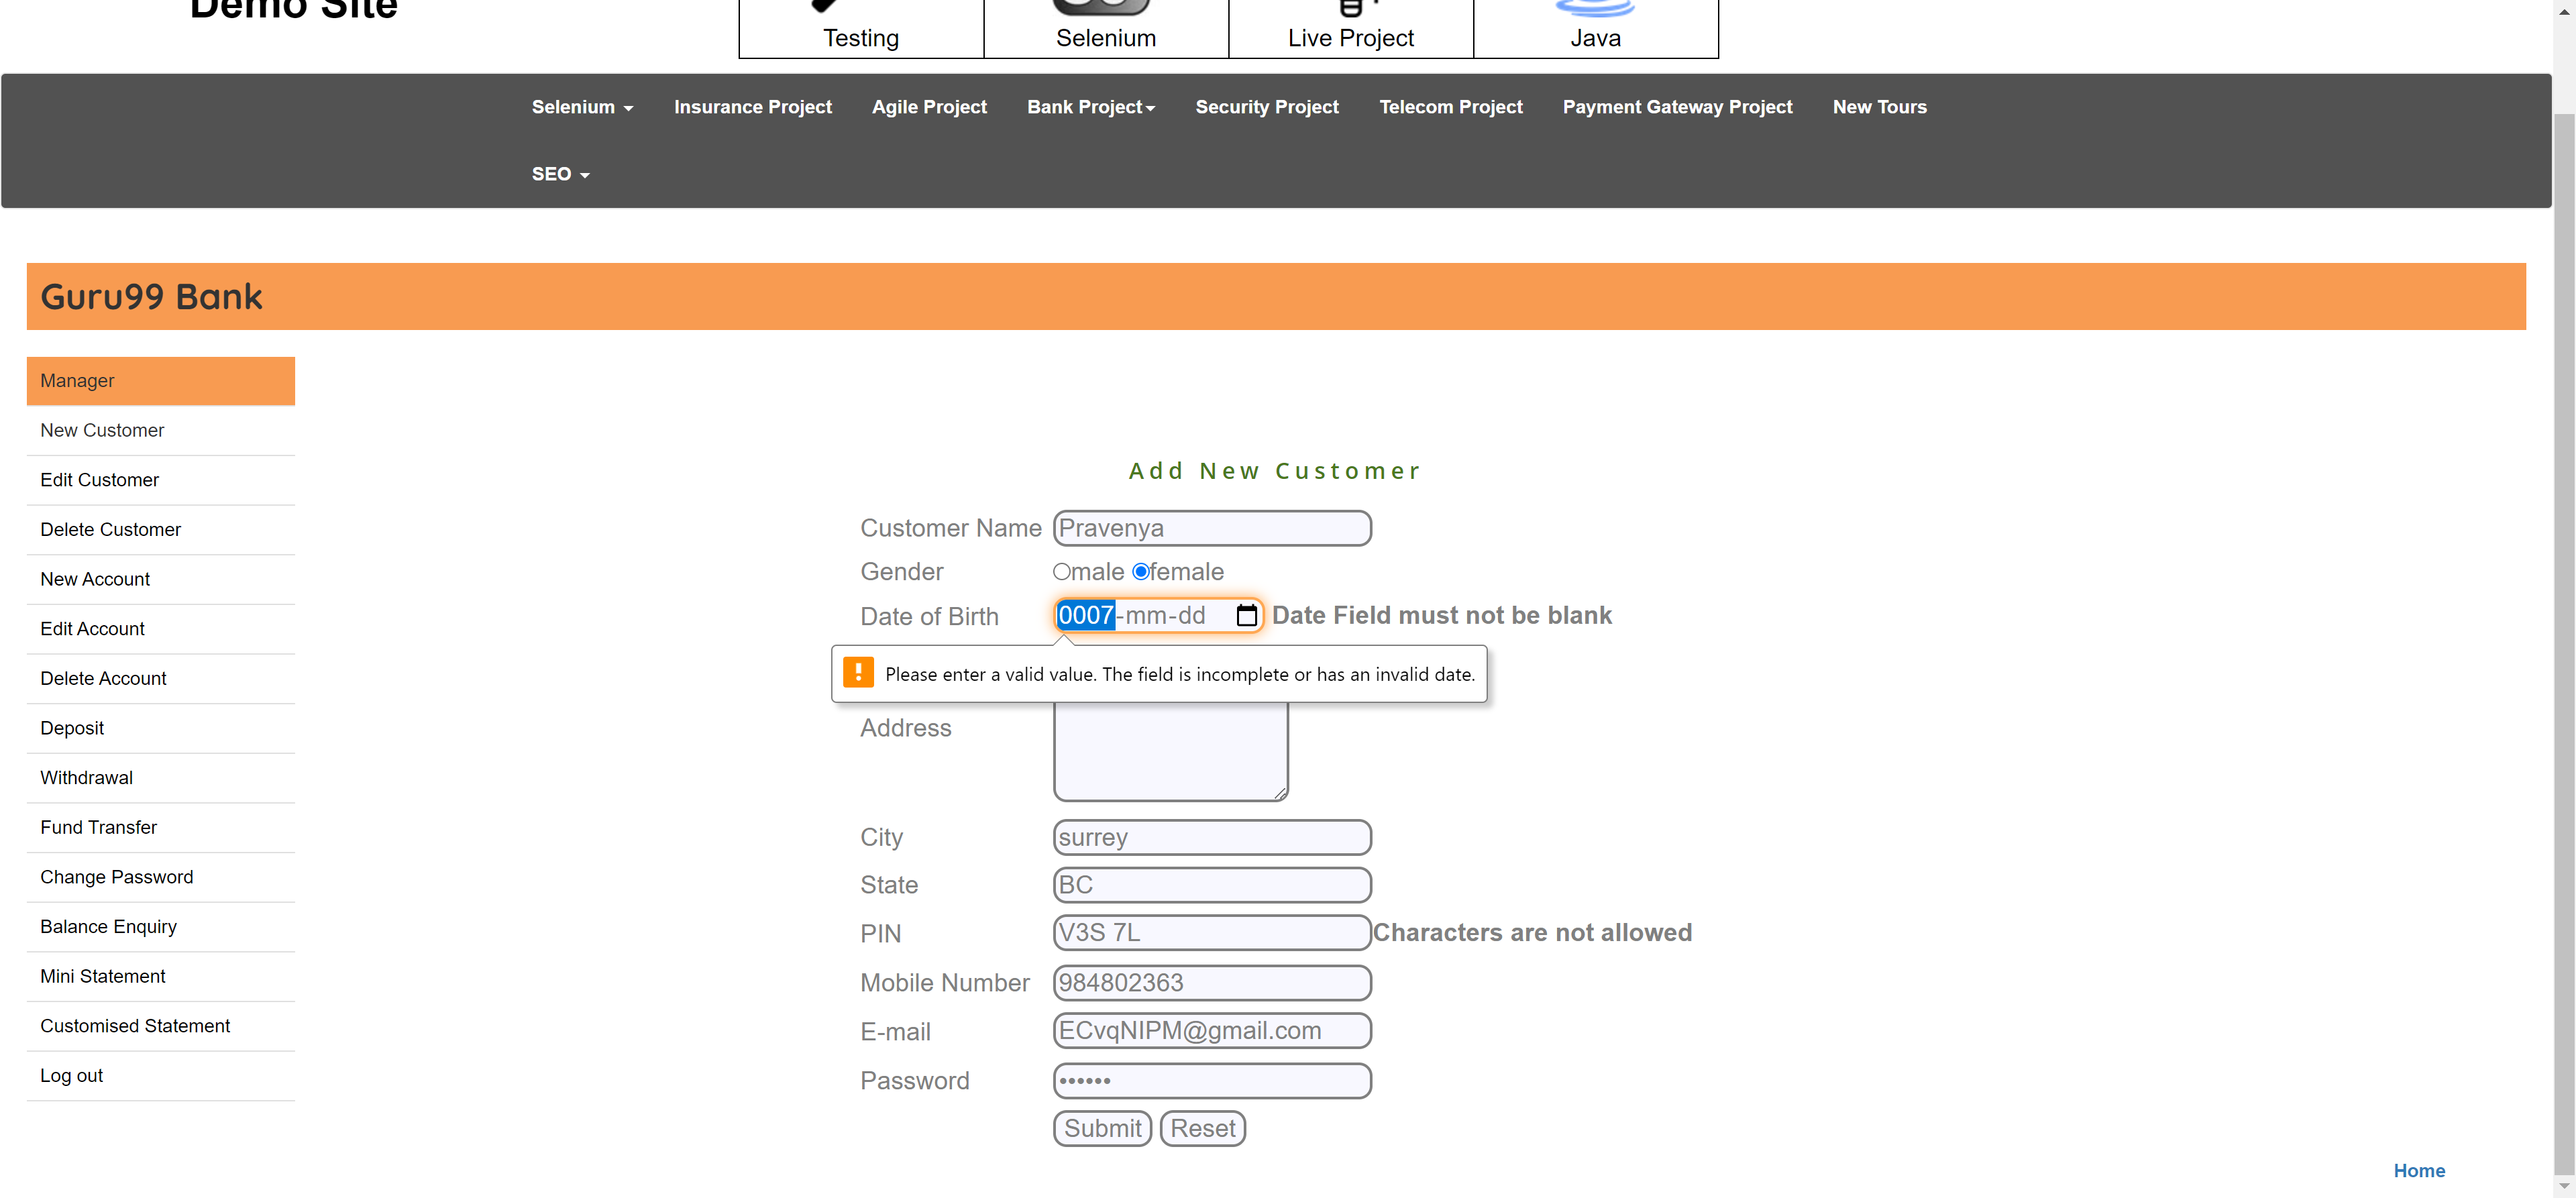 Demo Site
Testing
Selenium
Live Project
Java
Selenium
Insurance Project
Agile Project
Bank Project
Security Project
Telecom Project
Payment Gateway Project
New Tours
SEO
Guru99 Bank
Manager
New Customer
Edit Customer
Delete Customer
New Account
Edit Account
Delete Account
Deposit
Withdrawal
Fund Transfer
Change Password
Balance Enquiry
Mini Statement
Customised Statement
Log out
Add New Customer
Customer Name Pravenya
Gender male female
Date of Birth 0007-mm-dd Date Field must not be blank
Please enter a valid value. The field is incomplete or has an invalid date.
Address
City surrey
State BC
PIN V3S 7L Characters are not allowed
Mobile Number 984802363
E-mail ECvqNIPM@gmail.com
Password ••••••
Submit Reset
Home